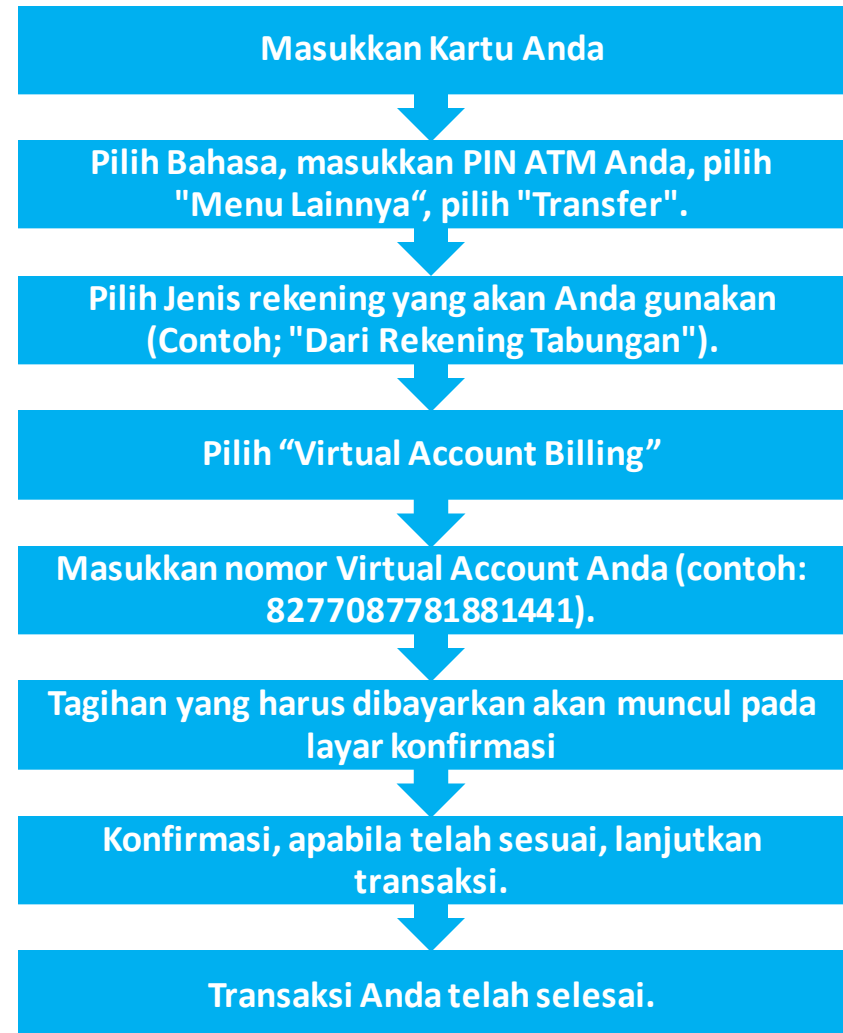 Masukkan Kartu Anda
Pilih Bahasa, masukkan PIN ATM Anda, pilih
"Menu Lainnya“, pilih "Transfer".
Pilih Jenis rekening yang akan Anda gunakan
(Contoh; "Dari Rekening Tabungan").
Pilih “Virtual Account Billing”
Masukkan nomor Virtual Account Anda (contoh:
8277087781881441).
Tagihan yang harus dibayarkan akan muncul pada
layar konfirmasi
Konfirmasi, apabila telah sesuai, lanjutkan
transaksi.
Transaksi Anda telah selesai.